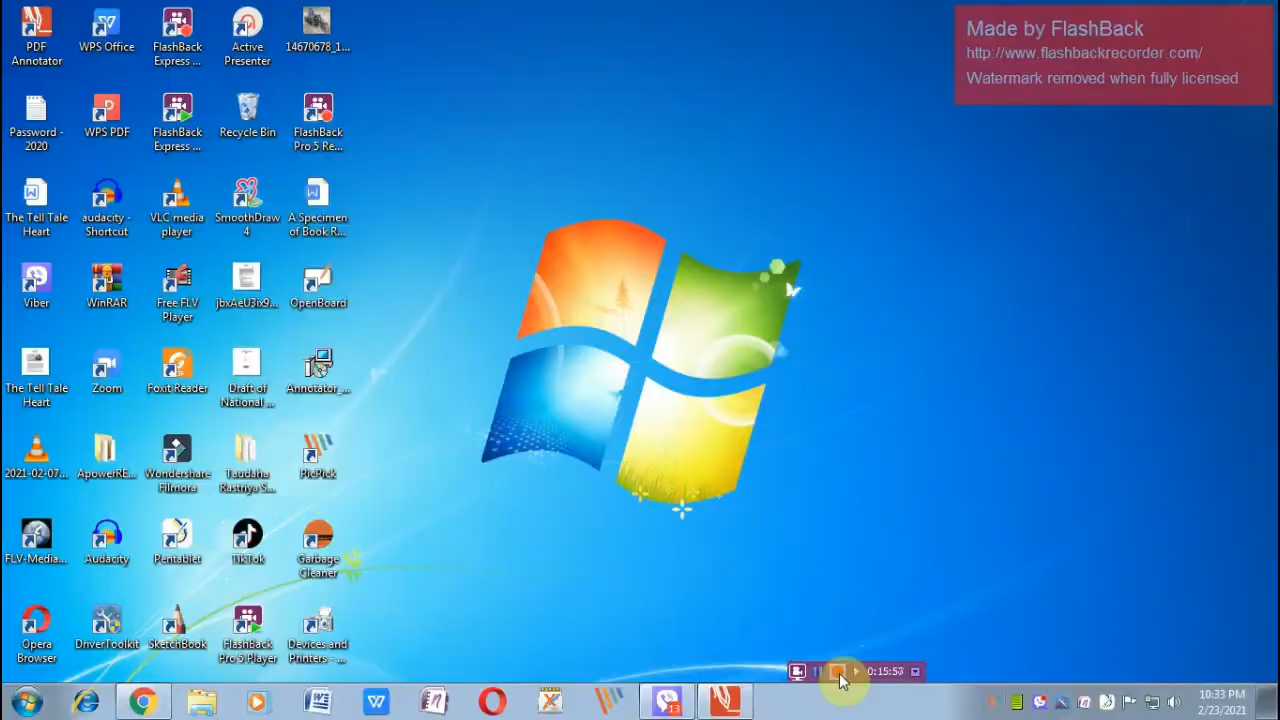 Made by FlashBack
http://www.flashbackrecorder.com/
Watermark removed when fully licensed
PDF
Annotator
WPS Office
FlashBack
Express ...
Active
Presenter
14670678_1...
Password -
2020
WPS PDF
FlashBack
Express ...
Recycle Bin
FlashBack
Pro 5 Re...
The Tell Tale
Heart
audacity -
Shortcut
VLC media
player
SmoothDraw
4
A Specimen
of Book R...
Viber
WinRAR
Free FLV
Player
jbxAeU3ix9...
OpenBoard
The Tell Tale
Heart
Zoom
Foxit Reader
Draft of
National ...
Annotator_...
2021-02-07...
ApowerRE...
Wondershare
Filmora
Taudaha
Rastriya S...
PicPick
FLV-Media...
Audacity
Pentablet
TikTok
Garbage
Cleaner
Opera
Browser
DriverToolkit
SketchBook
FlashBack
Pro 5 Player
Devices and
Printers - ...
13
10:33 PM
2/23/2021